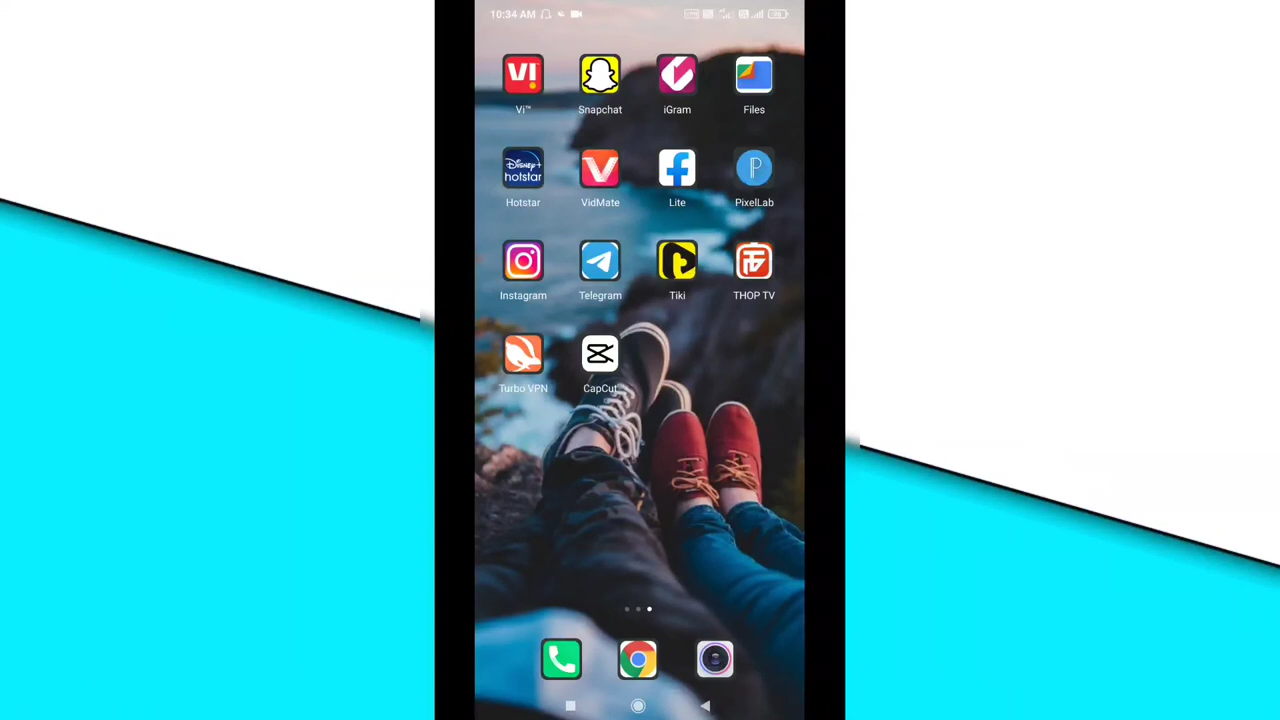 10:34 AM
Vi™ Snapchat iGram Files
Disney+ hotstar
Hotstar VidMate Lite PixelLab
Instagram Telegram Tiki THOP TV
Turbo VPN CapCut